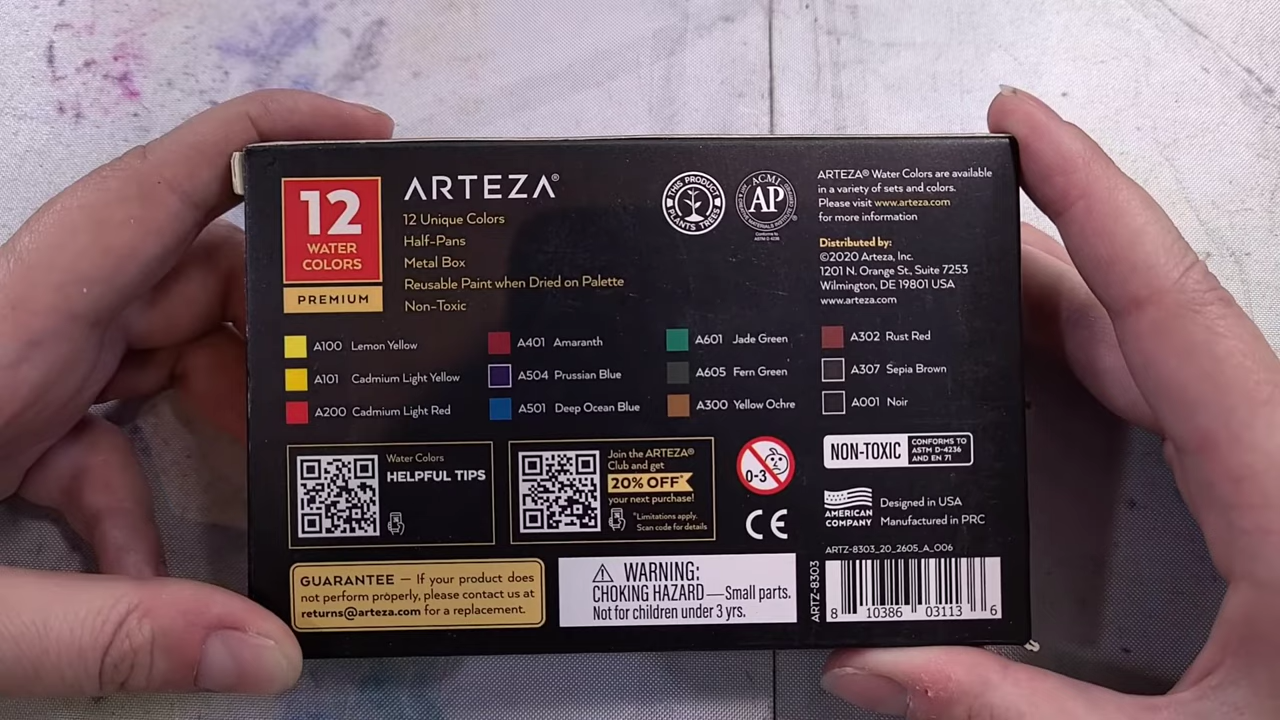 12
WATER
COLORS
PREMIUM
ARTEZA®
12 Unique Colors
Half-Pans
Metal Box
Reusable Paint when Dried on Palette
Non-Toxic
THIS PRODUCT
PLANTS TREES
ACMI
AP
Conforms to
ASTM D-4236
ARTEZA® Water Colors are available
in a variety of sets and colors.
Please visit www.arteza.com
for more information
Distributed by:
©2020 Arteza, Inc.
1201 N. Orange St., Suite 7253
Wilmington, DE 19801 USA
www.arteza.com
A100 Lemon Yellow
A101 Cadmium Light Yellow
A200 Cadmium Light Red
A401 Amaranth
A504 Prussian Blue
A501 Deep Ocean Blue
A601 Jade Green
A605 Fern Green
A300 Yellow Ochre
A302 Rust Red
A307 Sepia Brown
A001 Noir
Water Colors
HELPFUL TIPS
Join the ARTEZA®
Club and get
20% OFF*
your next purchase!
*Limitations apply.
Scan code for details
0-3
CE
NON-TOXIC
CONFORMS TO
ASTM D-4236
AND EN 71
AMERICAN
COMPANY
Designed in USA
Manufactured in PRC
GUARANTEE — If your product does
not perform properly, please contact us at
returns@arteza.com for a replacement.
WARNING:
CHOKING HAZARD—Small parts.
Not for children under 3 yrs.
ARTZ-8303_20_2605_A_006
ARTZ-8303
8 10386 03113 6